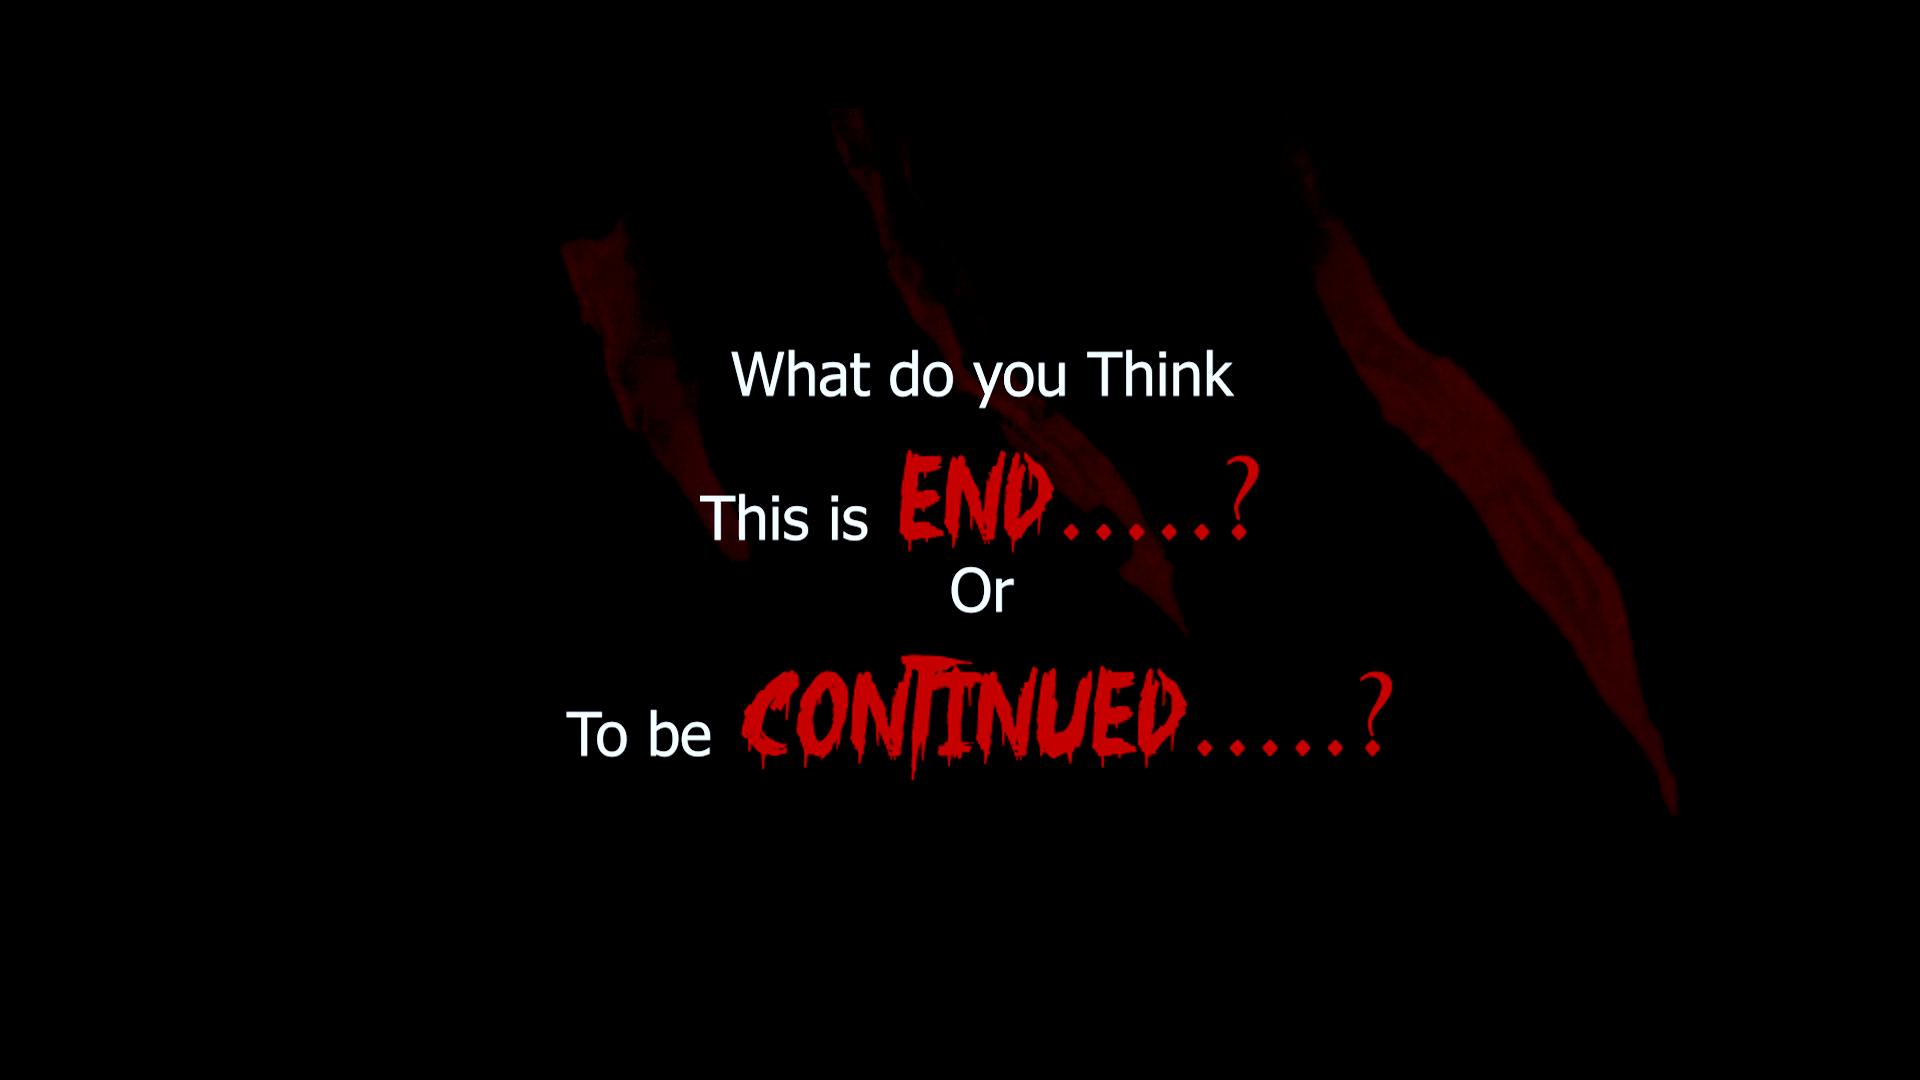 What do you Think
This is END.....?
Or
To be CONTINUED.....?